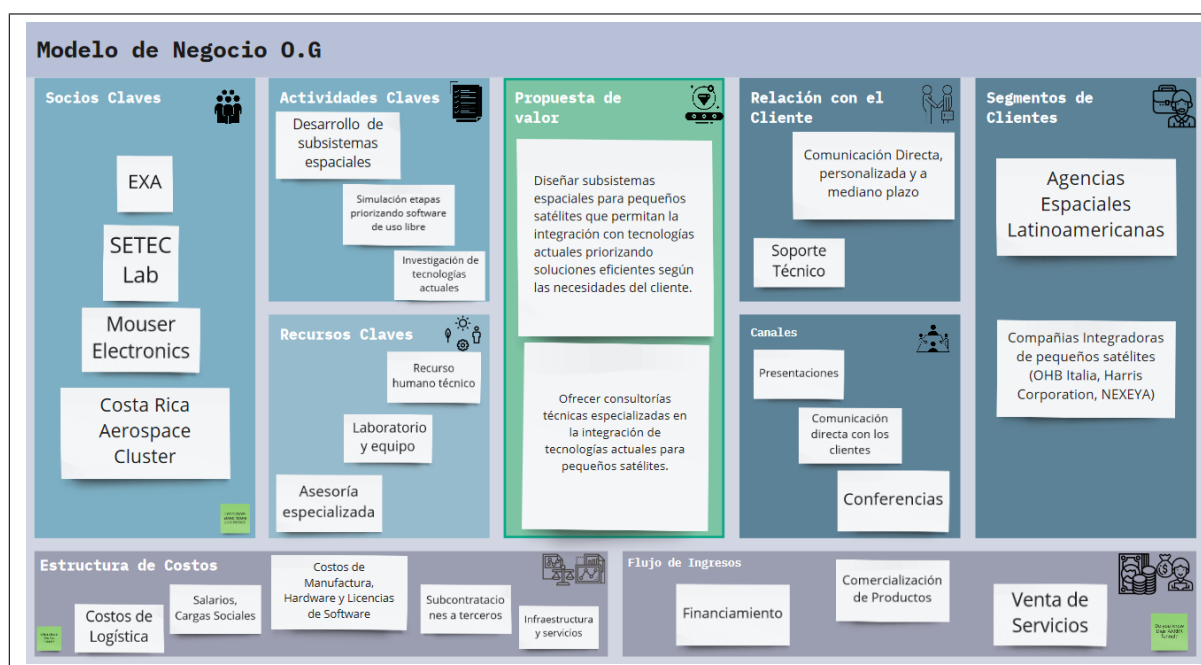 Modelo de Negocio O.G
Socios Claves
EXA
SETEC
Lab
Mouser
Electronics
Costa Rica
Aerospace
Cluster
Actividades Claves
Desarrollo de
subsistemas
espaciales
Simulación etapas
priorizando software
de uso libre
Investigación de
tecnologías
actuales
Recursos Claves
Recurso
humano técnico
Laboratorio
y equipo
Asesoría
especializada
Propuesta de
valor
Diseñar subsistemas
espaciales para pequeños
satélites que permitan la
integración con tecnologías
actuales priorizando
soluciones eficientes según
las necesidades del cliente.
Ofrecer consultorías
técnicas especializadas en
la integración de
tecnologías actuales para
pequeños satélites.
Relación con el
Cliente
Comunicación Directa,
personalizada y a
mediano plazo
Soporte
Técnico
Canales
Presentaciones
Comunicación
directa con los
clientes
Conferencias
Segmentos de
Clientes
Agencias
Espaciales
Latinoamericanas
Compañias Integradoras
de pequeños satélites
(OHB Italia, Harris
Corporation, NEXEYA)
Estructura de Costos
Costos de
Logística
Salarios,
Cargas Sociales
Costos de
Manufactura,
Hardware y Licencias
de Software
Subcontratacio
nes a terceros
Infraestructura
y servicios
Flujo de Ingresos
Financiamiento
Comercialización
de Productos
Venta de
Servicios